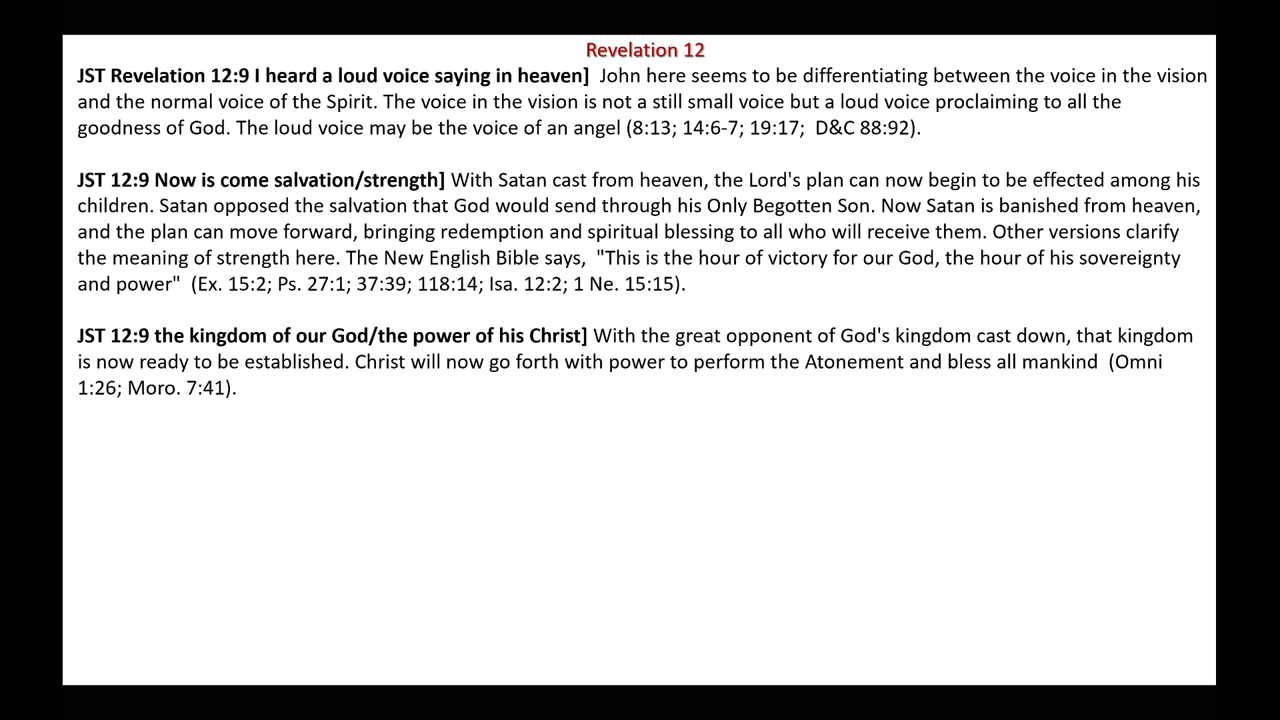 Revelation 12
JST Revelation 12:9 I heard a loud voice saying in heaven]  John here seems to be differentiating between the voice in the vision
and the normal voice of the Spirit. The voice in the vision is not a still small voice but a loud voice proclaiming to all the
goodness of God. The loud voice may be the voice of an angel (8:13; 14:6-7; 19:17;  D&C 88:92).
JST 12:9 Now is come salvation/strength] With Satan cast from heaven, the Lord's plan can now begin to be effected among his
children. Satan opposed the salvation that God would send through his Only Begotten Son. Now Satan is banished from heaven,
and the plan can move forward, bringing redemption and spiritual blessing to all who will receive them. Other versions clarify
the meaning of strength here. The New English Bible says,  "This is the hour of victory for our God, the hour of his sovereignty
and power"  (Ex. 15:2; Ps. 27:1; 37:39; 118:14; Isa. 12:2; 1 Ne. 15:15).
JST 12:9 the kingdom of our God/the power of his Christ] With the great opponent of God's kingdom cast down, that kingdom
is now ready to be established. Christ will now go forth with power to perform the Atonement and bless all mankind  (Omni
1:26; Moro. 7:41).